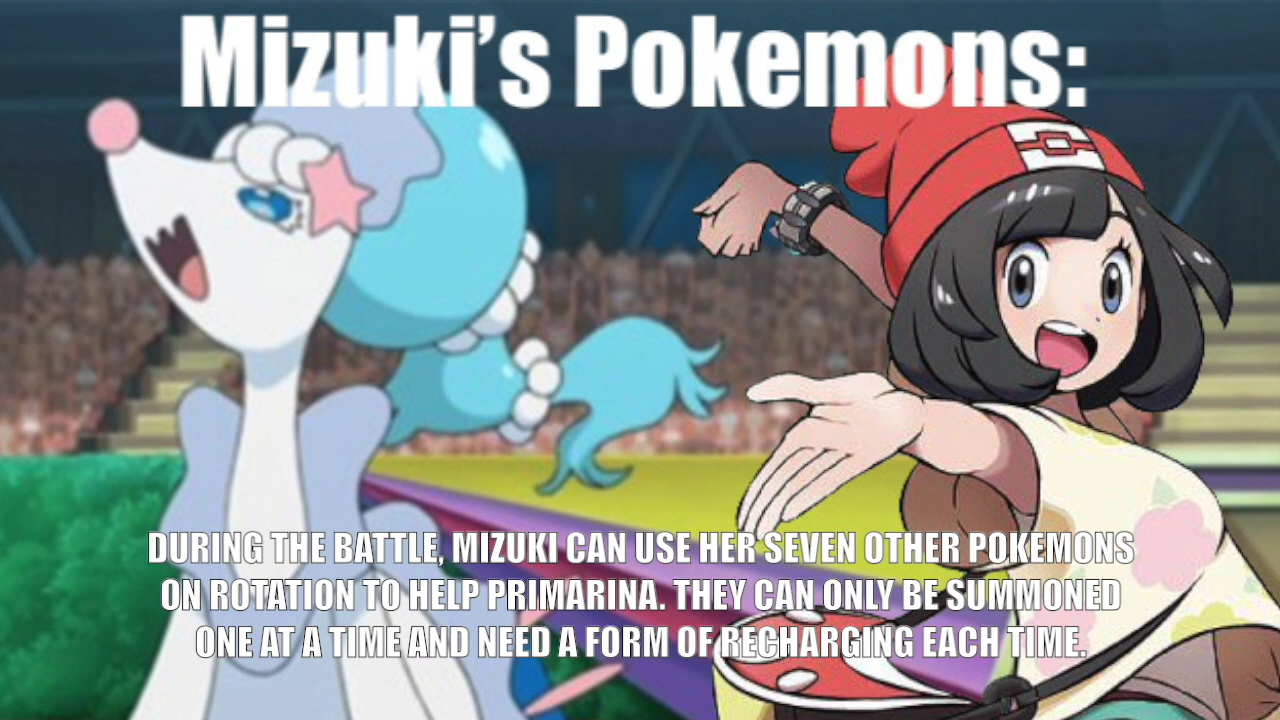 Mizuki’s Pokemons:
DURING THE BATTLE, MIZUKI CAN USE HER SEVEN OTHER POKEMONS
ON ROTATION TO HELP PRIMARINA. THEY CAN ONLY BE SUMMONED
ONE AT A TIME AND NEED A FORM OF RECHARGING EACH TIME.